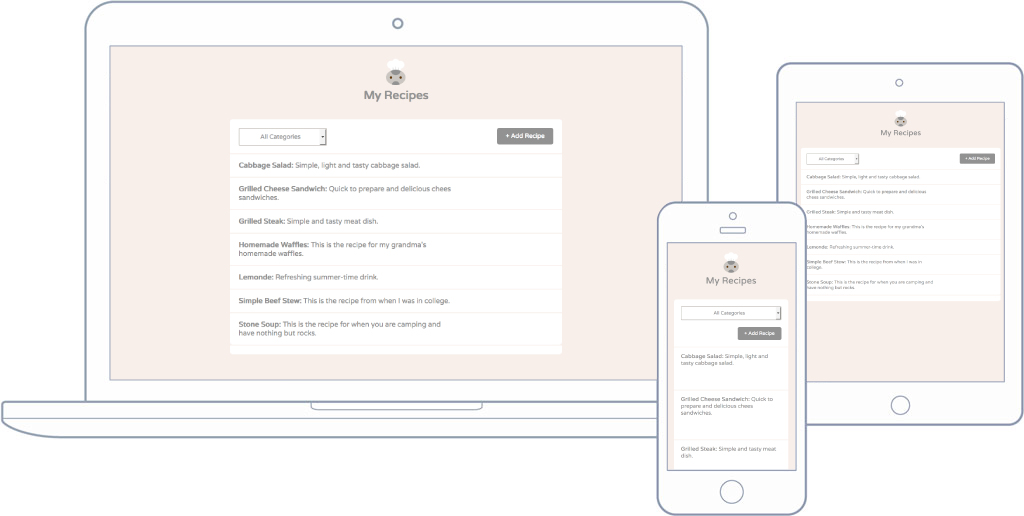 My Recipes
All Categories
+ Add Recipe
Cabbage Salad: Simple, light and tasty cabbage salad.
Grilled Cheese Sandwich: Quick to prepare and delicious chees
sandwiches.
Grilled Steak: Simple and tasty meat dish.
Homemade Waffles: This is the recipe for my grandma's
homemade waffles.
Lemonde: Refreshing summer-time drink.
Simple Beef Stew: This is the recipe from when I was in college.
Stone Soup: This is the recipe for when you are camping and
have nothing but rocks.
My Recipes
All Categories
+ Add Recipe
Cabbage Salad: Simple, light and
tasty cabbage salad.
Grilled Cheese Sandwich: Quick to
prepare and delicious chees
sandwiches.
Grilled Steak: Simple and tasty meat
dish.
My Recipes
All Categories
+ Add Recipe
Cabbage Salad: Simple, light and tasty cabbage salad.
Grilled Cheese Sandwich: Quick to prepare and delicious
chees sandwiches.
Grilled Steak: Simple and tasty meat dish.
Homemade Waffles: This is the recipe for my grandma's
homemade waffles.
Lemonde: Refreshing summer-time drink.
Simple Beef Stew: This is the recipe from when I was in
college.
Stone Soup: This is the recipe for when you are camping and
have nothing but rocks.